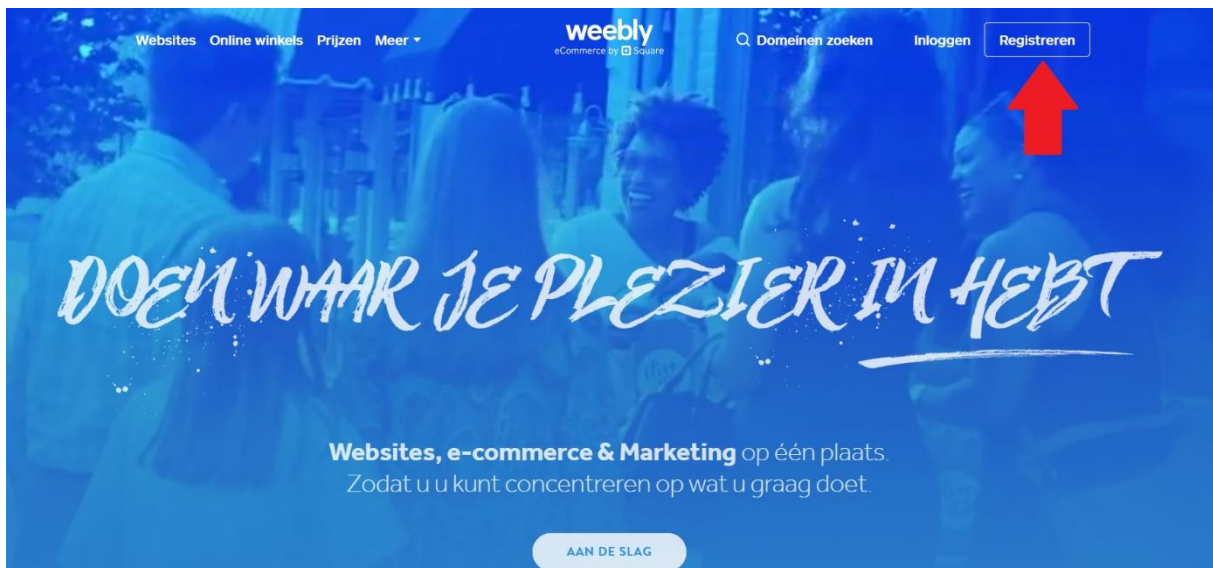 Websites Online winkels Prijzen Meer
weebly
eCommerce by Square
Domeinen zoeken
Inloggen
Registreren
DOEN WAAR JE PLEZIER IN HEBT
Websites, e-commerce & Marketing op één plaats.
Zodat u u kunt concentreren op wat u graag doet.
AAN DE SLAG